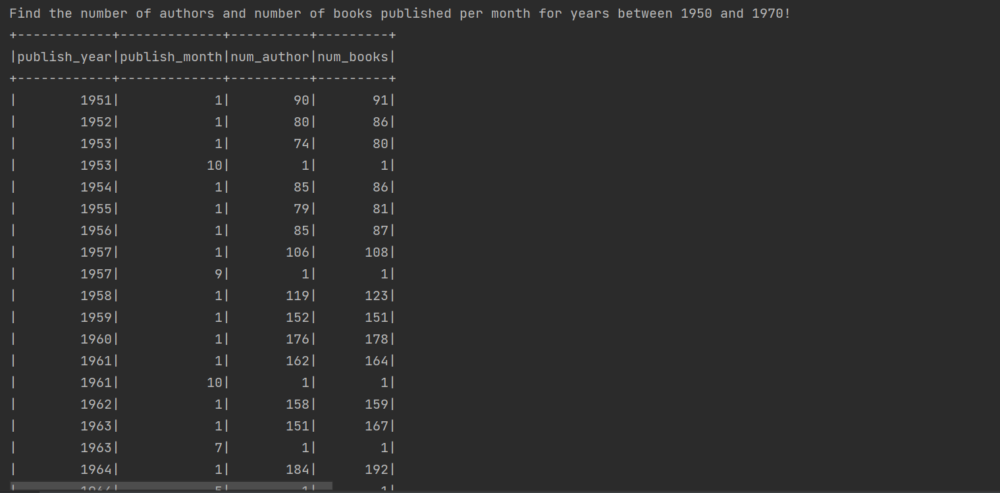 Find the number of authors and number of books published per month for years between 1950 and 1970!
+------------+-------------+----------+---------+
|publish_year|publish_month|num_author|num_books|
+------------+-------------+----------+---------+
|        1951|            1|        90|       91|
|        1952|            1|        80|       86|
|        1953|            1|        74|       80|
|        1953|           10|         1|        1|
|        1954|            1|        85|       86|
|        1955|            1|        79|       81|
|        1956|            1|        85|       87|
|        1957|            1|       106|      108|
|        1957|            9|         1|        1|
|        1958|            1|       119|      123|
|        1959|            1|       152|      151|
|        1960|            1|       176|      178|
|        1961|            1|       162|      164|
|        1961|           10|         1|        1|
|        1962|            1|       158|      159|
|        1963|            1|       151|      167|
|        1963|            7|         1|        1|
|        1964|            1|       184|      192|